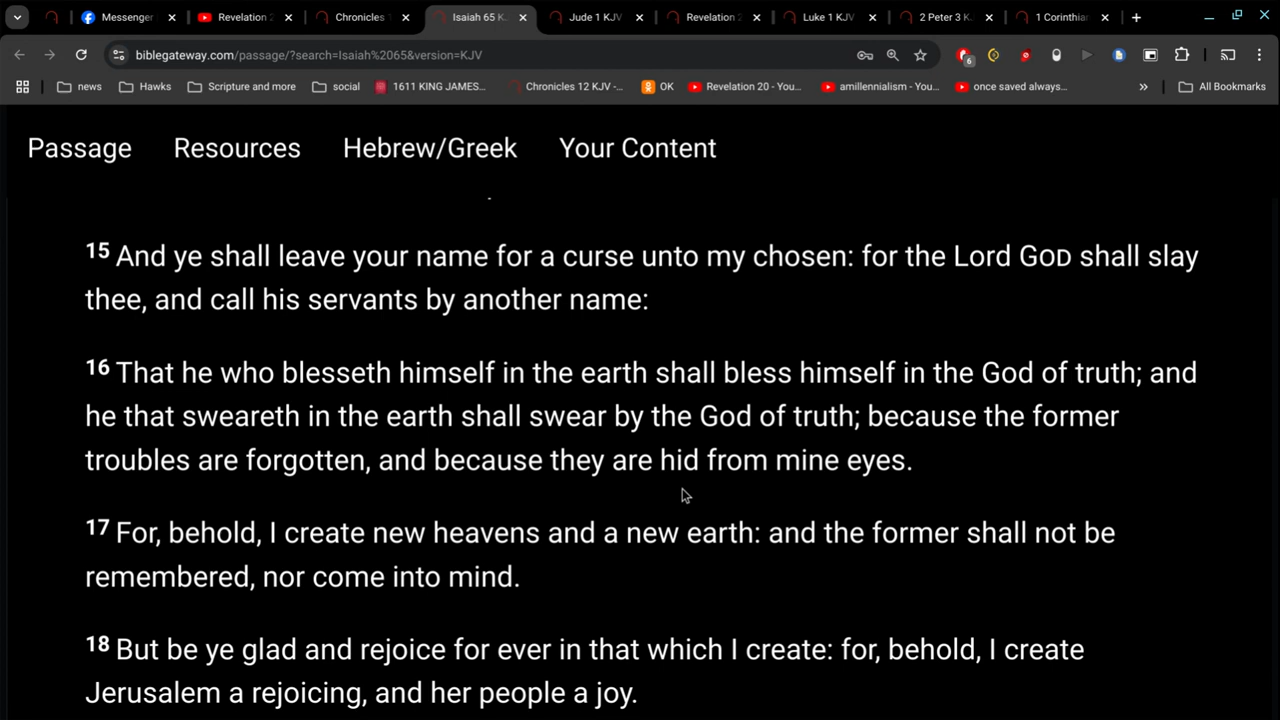 Messenger
Revelation 2
Chronicles 1
Isaiah 65 K
Jude 1 KJV
Revelation 2
Luke 1 KJV
2 Peter 3 K
1 Corinthian
biblegateway.com/passage/?search=Isaiah%2065&version=KJV
6
news
Hawks
Scripture and more
social
1611 KING JAMES...
Chronicles 12 KJV -...
OK
Revelation 20 - You...
amillennialism - You...
once saved always...
»
All Bookmarks
Passage Resources Hebrew/Greek Your Content
15 And ye shall leave your name for a curse unto my chosen: for the Lord GOD shall slay
thee, and call his servants by another name:
16 That he who blesseth himself in the earth shall bless himself in the God of truth; and
he that sweareth in the earth shall swear by the God of truth; because the former
troubles are forgotten, and because they are hid from mine eyes.
17 For, behold, I create new heavens and a new earth: and the former shall not be
remembered, nor come into mind.
18 But be ye glad and rejoice for ever in that which I create: for, behold, I create
Jerusalem a rejoicing, and her people a joy.